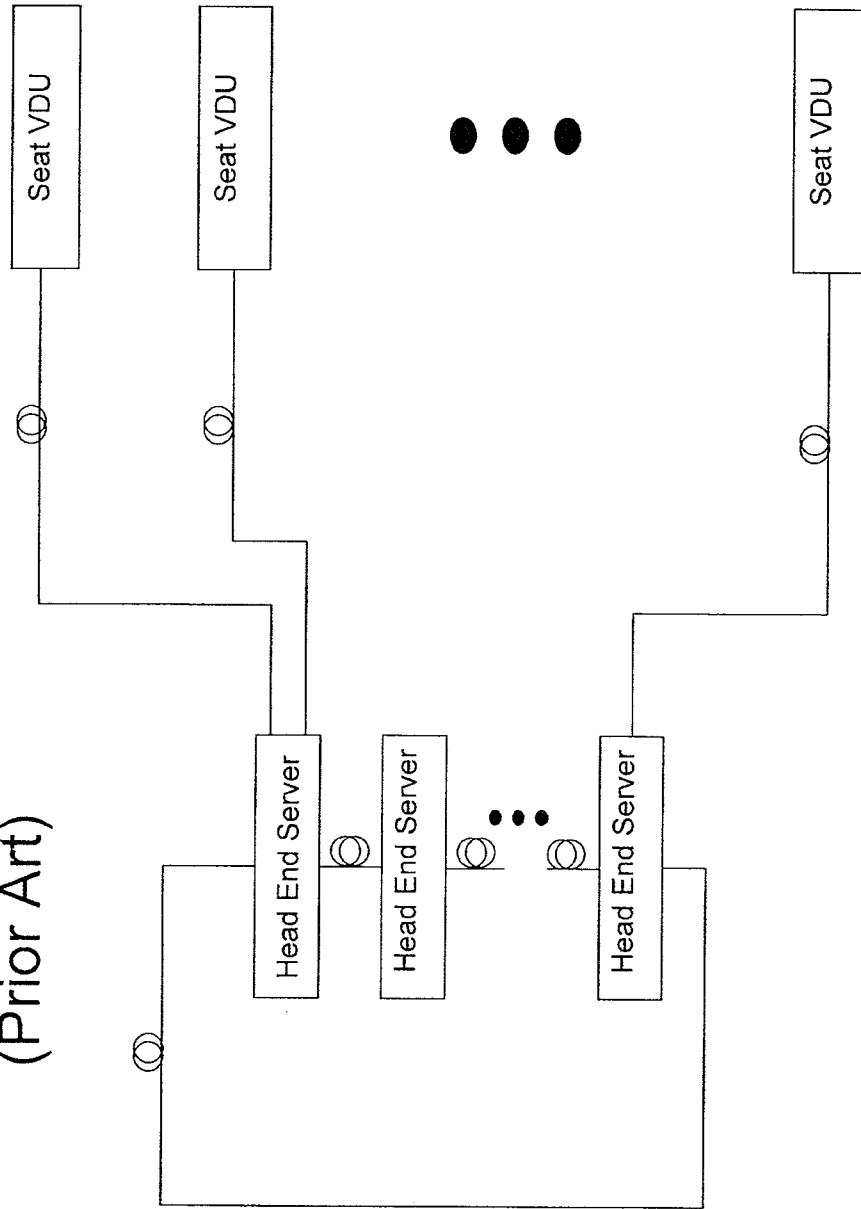 (Prior Art)
Seat VDU
Seat VDU
Seat VDU
Head End Server
Head End Server
Head End Server